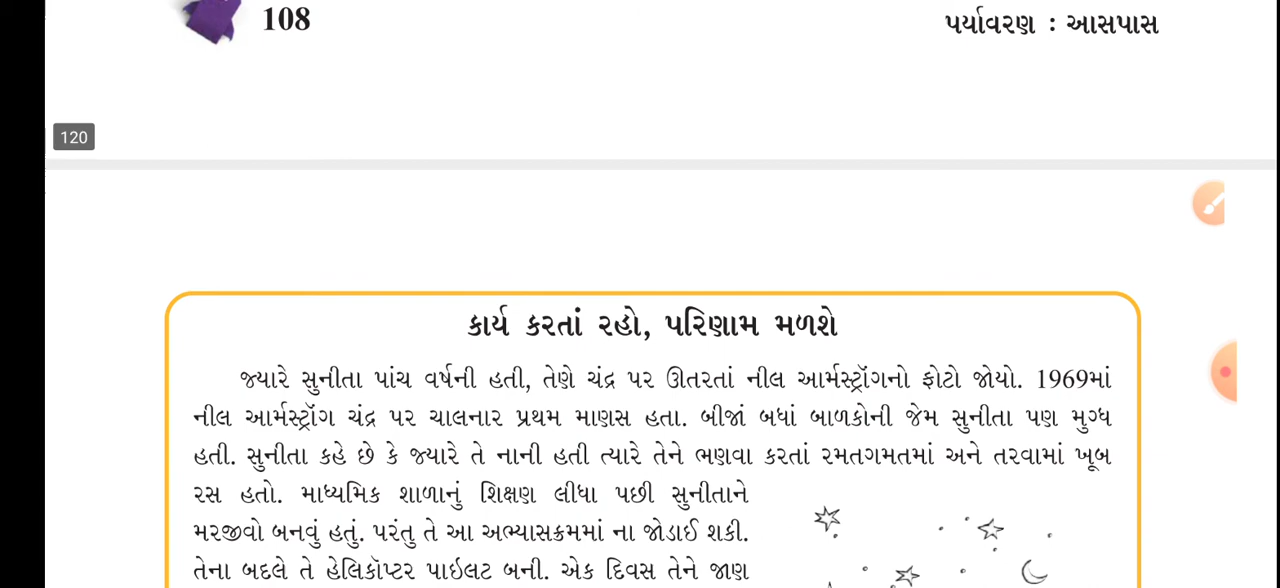 108
પર્યાવરણ : આસપાસ
120
કાર્ય કરતાં રહો, પરિણામ મળશે
જ્યારે સુનીતા પાંચ વર્ષની હતી, તેણે ચંદ્ર પર ઊતરતાં નીલ આર્મસ્ટ્રૉંગનો ફોટો જોયો. 1969માં
નીલ આર્મસ્ટ્રૉંગ ચંદ્ર પર ચાલનાર પ્રથમ માણસ હતા. બીજાં બધાં બાળકોની જેમ સુનીતા પણ મુગ્ધ
હતી. સુનીતા કહે છે કે જ્યારે તે નાની હતી ત્યારે તેને ભણવા કરતાં રમતગમતમાં અને તરવામાં ખૂબ
રસ હતો. માધ્યમિક શાળાનું શિક્ષણ લીધા પછી સુનીતાને
મરજીવો બનવું હતું. પરંતુ તે આ અભ્યાસક્રમમાં ના જોડાઈ શકી.
તેના બદલે તે હેલિકૉપ્ટર પાઇલટ બની. એક દિવસ તેને જાણ